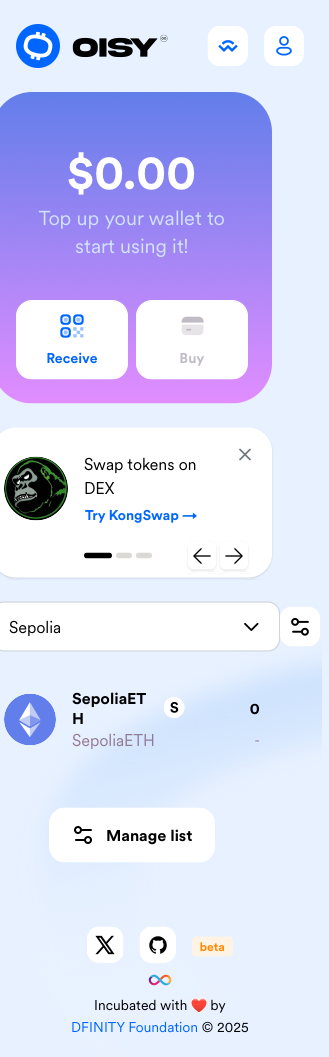 OISY
$0.00
Top up your wallet to
start using it!
Receive
Buy
Swap tokens on
DEX
Try KongSwap →
Sepolia
SepoliaET
H
S
0
SepoliaETH
-
Manage list
beta
Incubated with ❤️ by
DFINITY Foundation © 2025